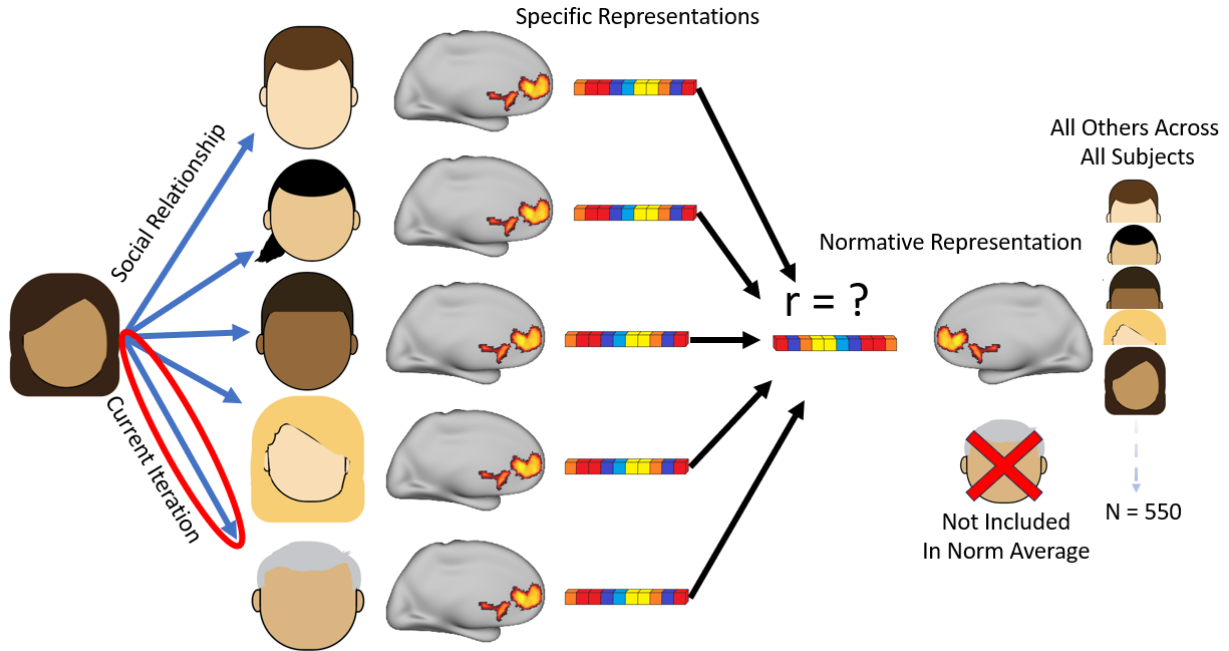 Specific Representations
Social Relationship
Current Iteration
r = ?
Normative Representation
All Others Across
All Subjects
Not Included
In Norm Average
N = 550